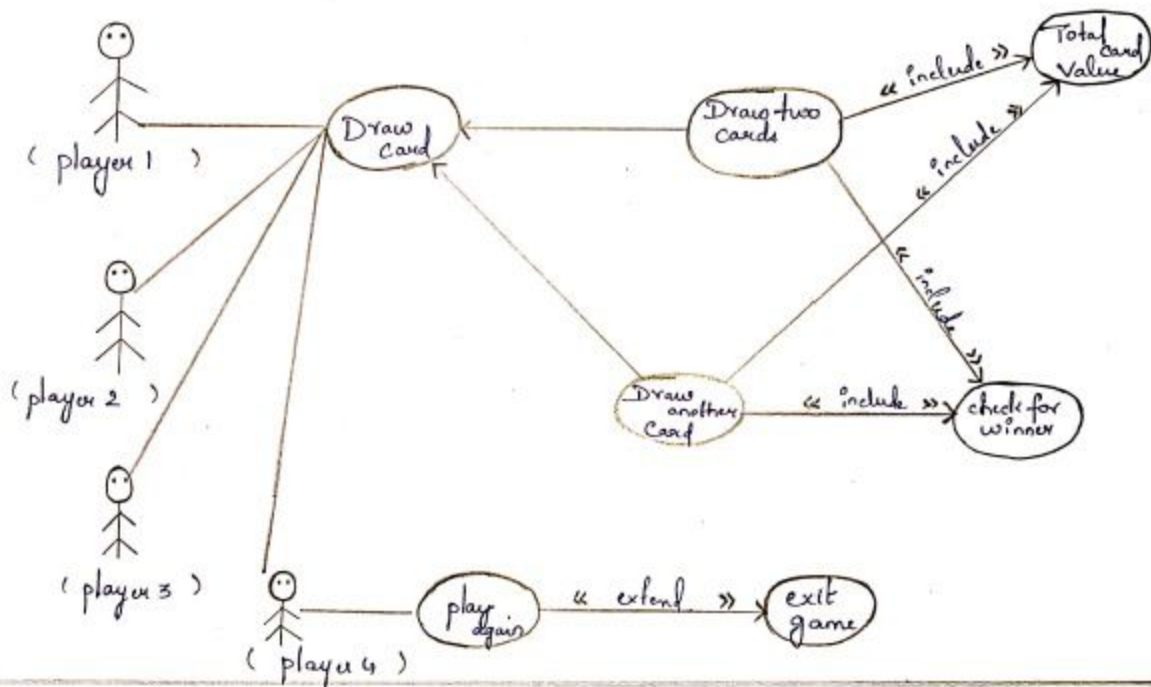 Total
card
Value
« include »
Draw two
cards
Draw
card
( player 1 )
« include »
« include »
( player 2 )
Draw
another
Card
« include »
check for
winner
( player 3 )
play
again
« extend »
exit
game
( player 4 )